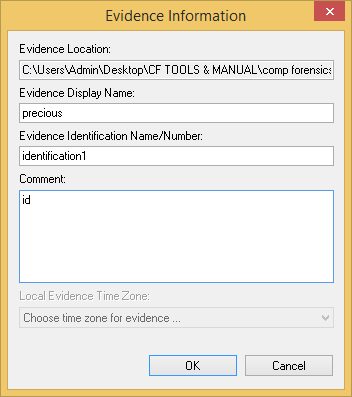 Evidence Information
Evidence Location:
C:\Users\Admin\Desktop\CF TOOLS & MANUAL\comp forensics
Evidence Display Name:
precious
Evidence Identification Name/Number:
identification1
Comment:
id
Local Evidence Time Zone:
Choose time zone for evidence ...
OK
Cancel